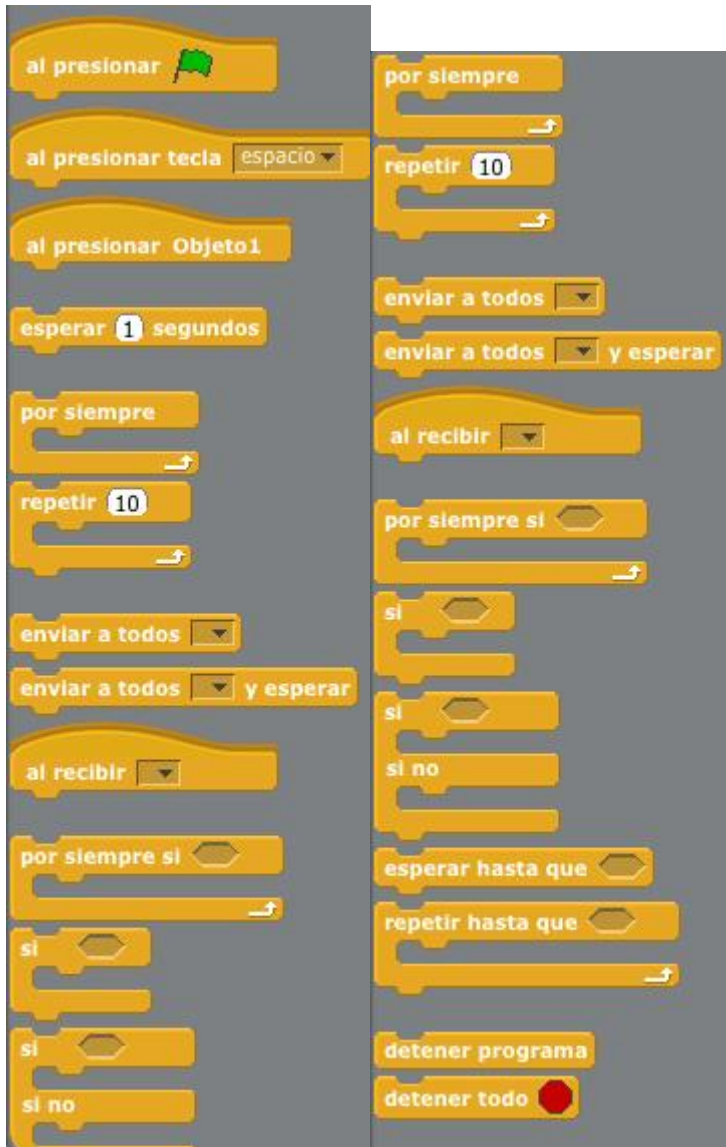 al presionar
al presionar tecla espacio
al presionar Objeto1
esperar 1 segundos
por siempre
repetir 10
enviar a todos
enviar a todos y esperar
al recibir
por siempre si
si
si
si no
por siempre
repetir 10
enviar a todos
enviar a todos y esperar
al recibir
por siempre si
si
si
si no
esperar hasta que
repetir hasta que
detener programa
detener todo